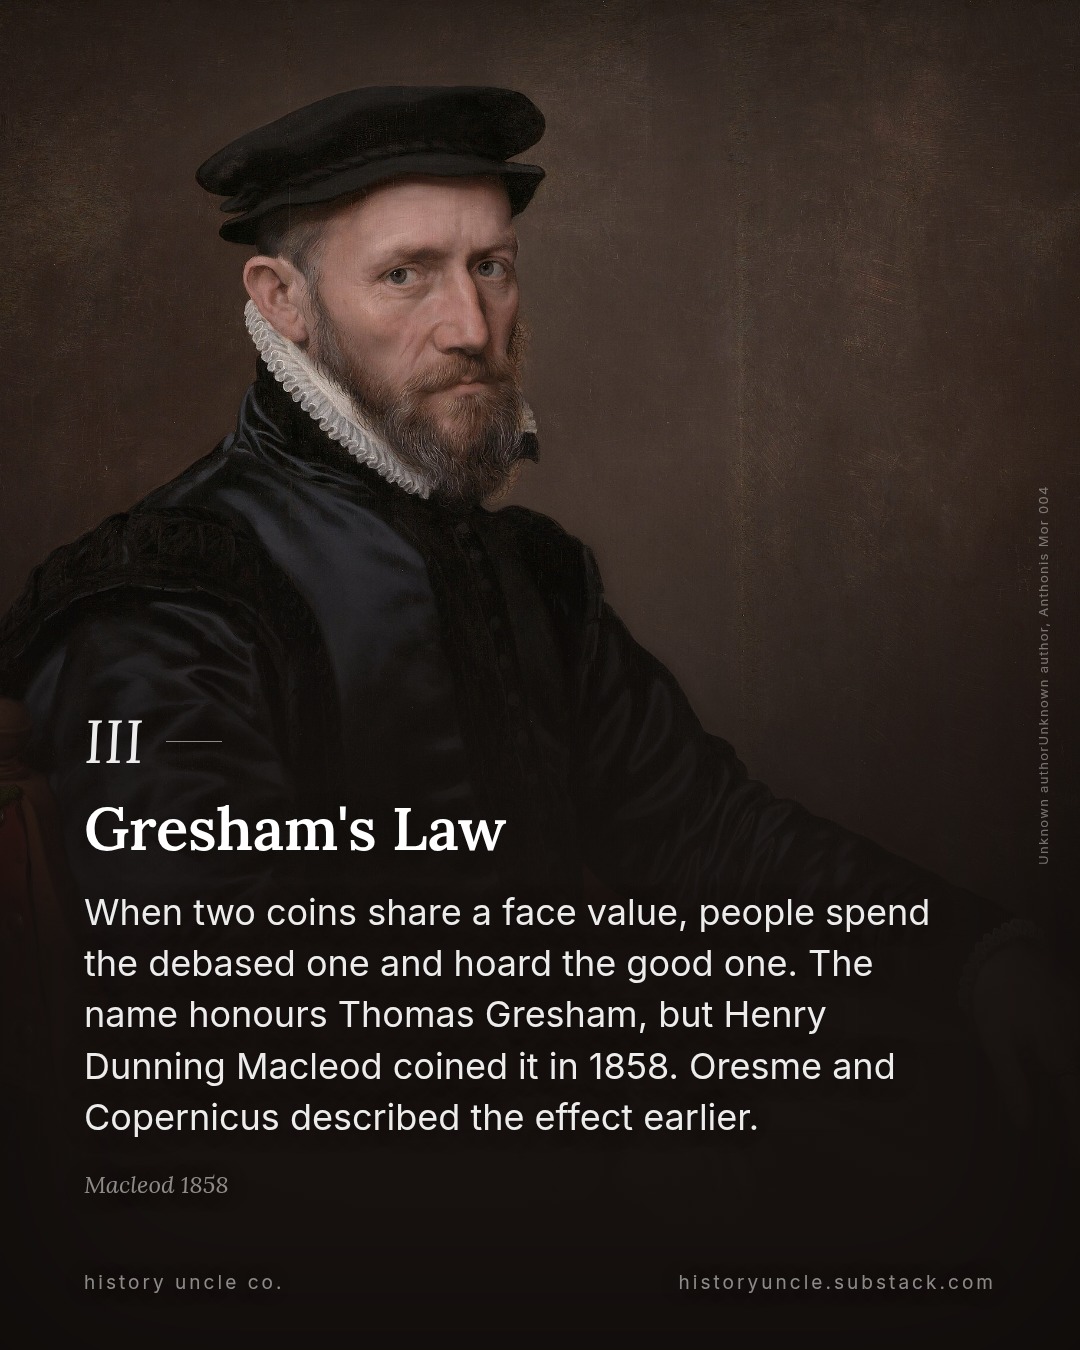 III
Gresham's Law
When two coins share a face value, people spend
the debased one and hoard the good one. The
name honours Thomas Gresham, but Henry
Dunning Macleod coined it in 1858. Oresme and
Copernicus described the effect earlier.
Macleod 1858
history uncle co.
historyuncle.substack.com
Unknown authorUnknown author, Anthonis Mor 004